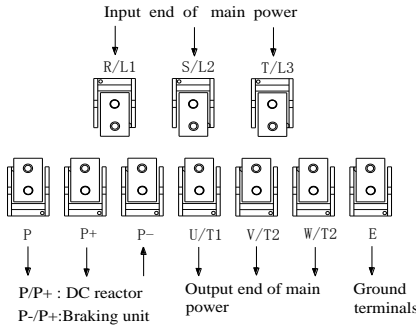 Input end of main power
R/L1 S/L2 T/L3
P P+ P- U/T1 V/T2 W/T2 E
P/P+ : DC reactor
P-/P+:Braking unit
Output end of main
power
Ground
terminals